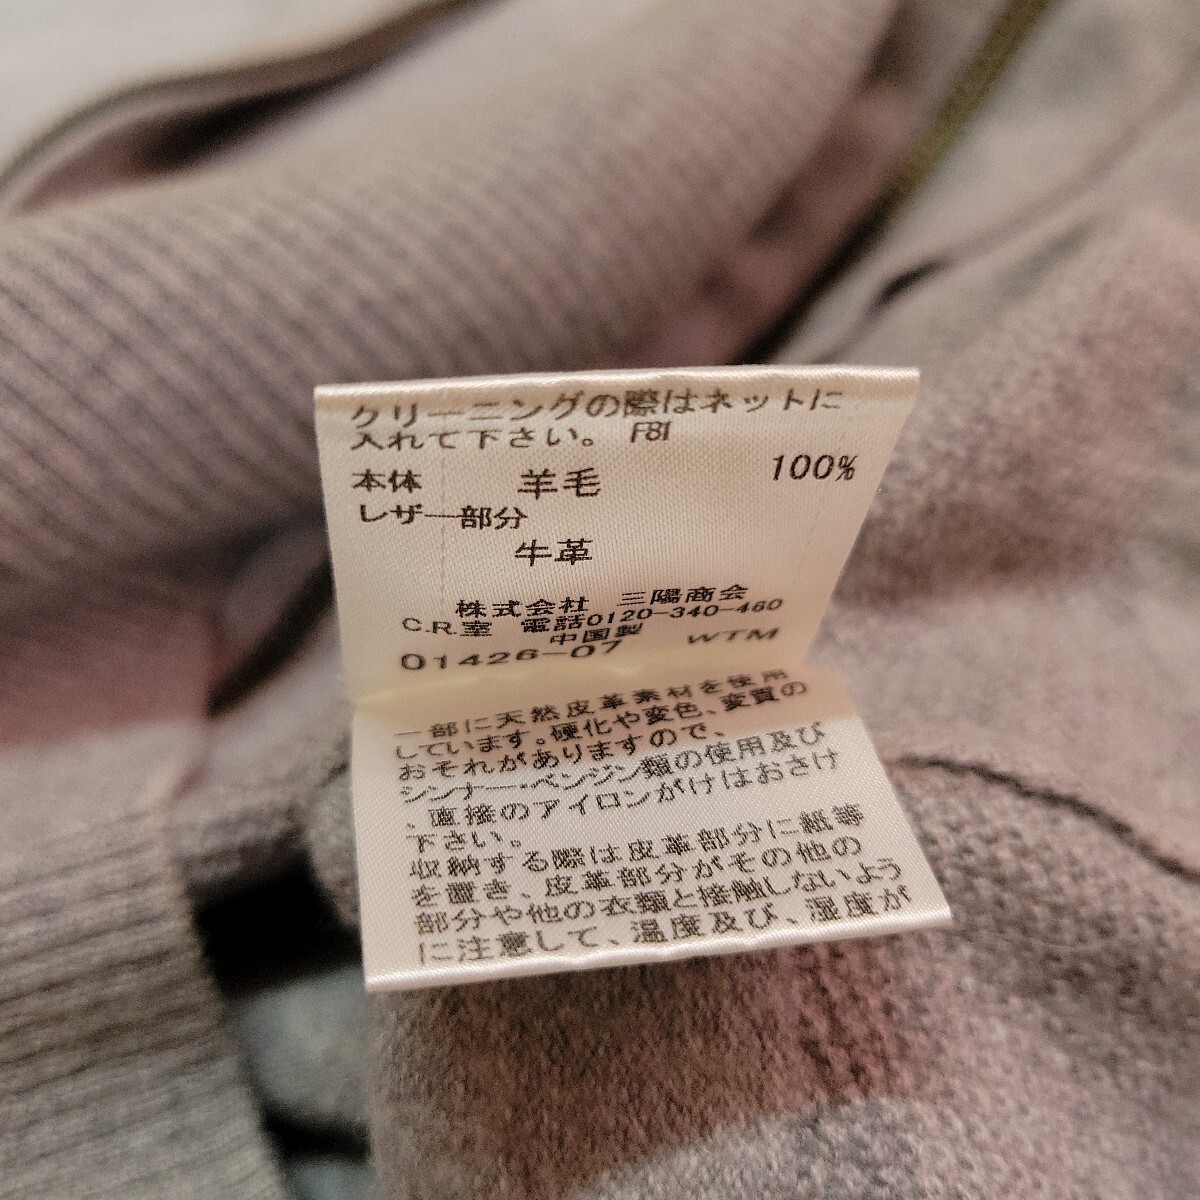 クリーニングの際はネットに
入れて下さい。 F81
本体 羊毛 100%
レザー部分
牛革
株式会社 三陽商会
C.R.室 電話0120-340-460
中国製
01426-07 WTM
一部に天然皮革素材を使用
しています。硬化や変色、変質の
おそれがありますので、
シンナー・ベンジン類の使用及び
、直接のアイロンがけはおさけ
下さい。
収納する際は皮革部分に紙等
を置き、皮革部分がその他の
部分や他の衣類と接触しないよう
に注意して、温度及び、湿度が